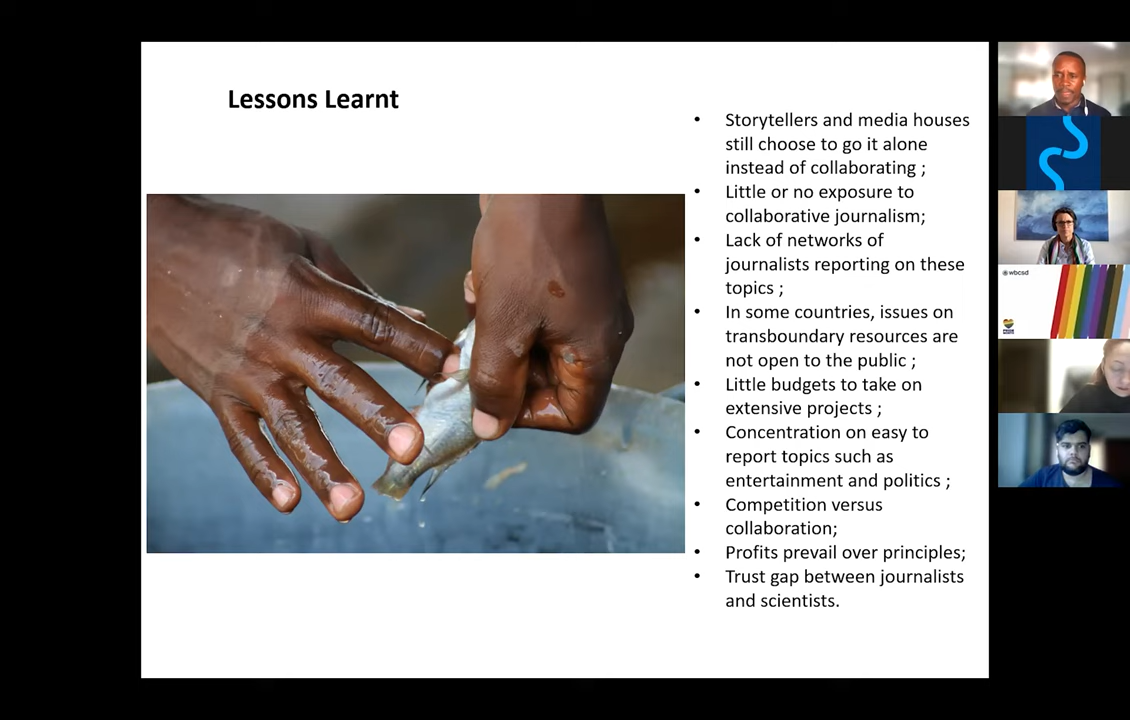 Lessons Learnt
• Storytellers and media houses
still choose to go it alone
instead of collaborating ;
• Little or no exposure to
collaborative journalism;
• Lack of networks of
journalists reporting on these
topics ;
• In some countries, issues on
transboundary resources are
not open to the public ;
• Little budgets to take on
extensive projects ;
• Concentration on easy to
report topics such as
entertainment and politics ;
• Competition versus
collaboration;
• Profits prevail over principles;
• Trust gap between journalists
and scientists.
wbcsd